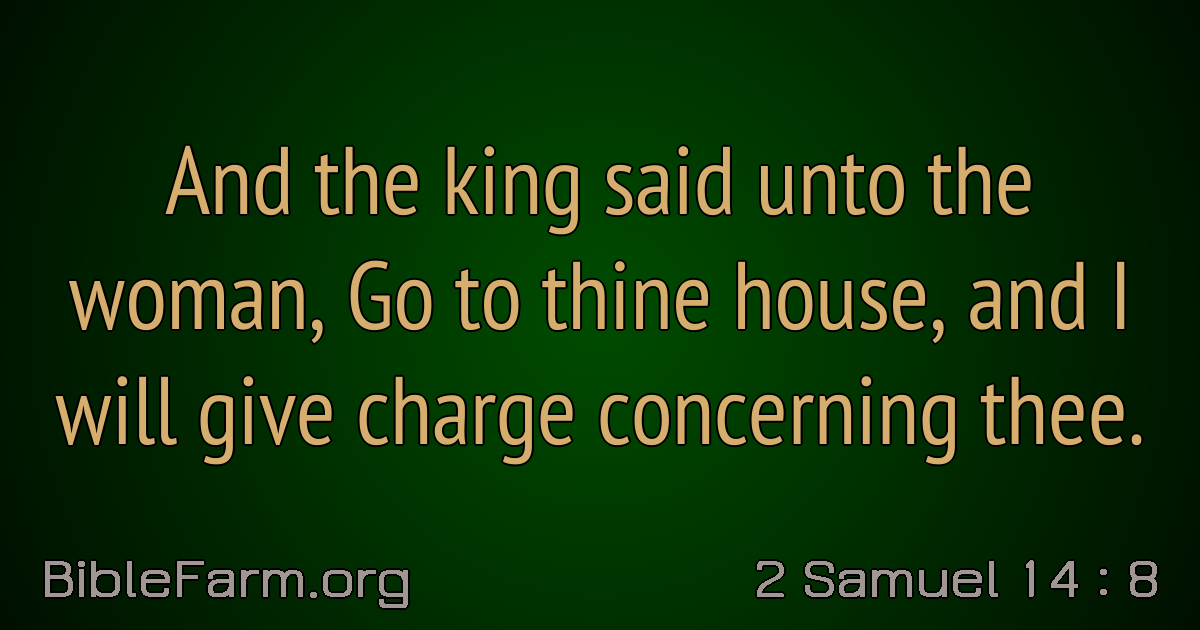 And the king said unto the
woman, Go to thine house, and I
will give charge concerning thee.
BibleFarm.org
2 Samuel 14 : 8